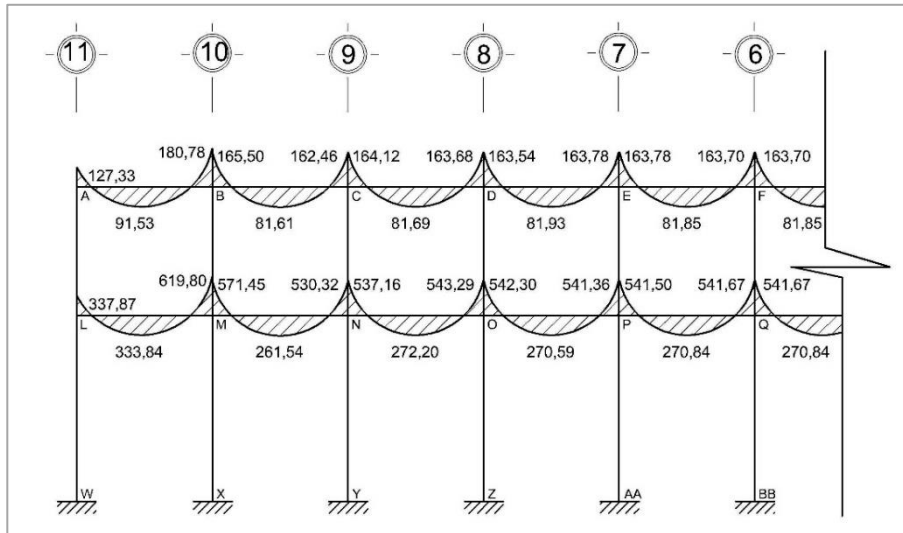 11 10 9 8 7 6
180,78 165,50 162,46 164,12 163,68 163,54 163,78 163,78 163,70 163,70
127,33
A B C D E F
91,53 81,61 81,69 81,93 81,85 81,85
619,80 571,45 530,32 537,16 543,29 542,30 541,36 541,50 541,67 541,67
337,87
L M N O P Q
333,84 261,54 272,20 270,59 270,84 270,84
W X Y Z AA BB